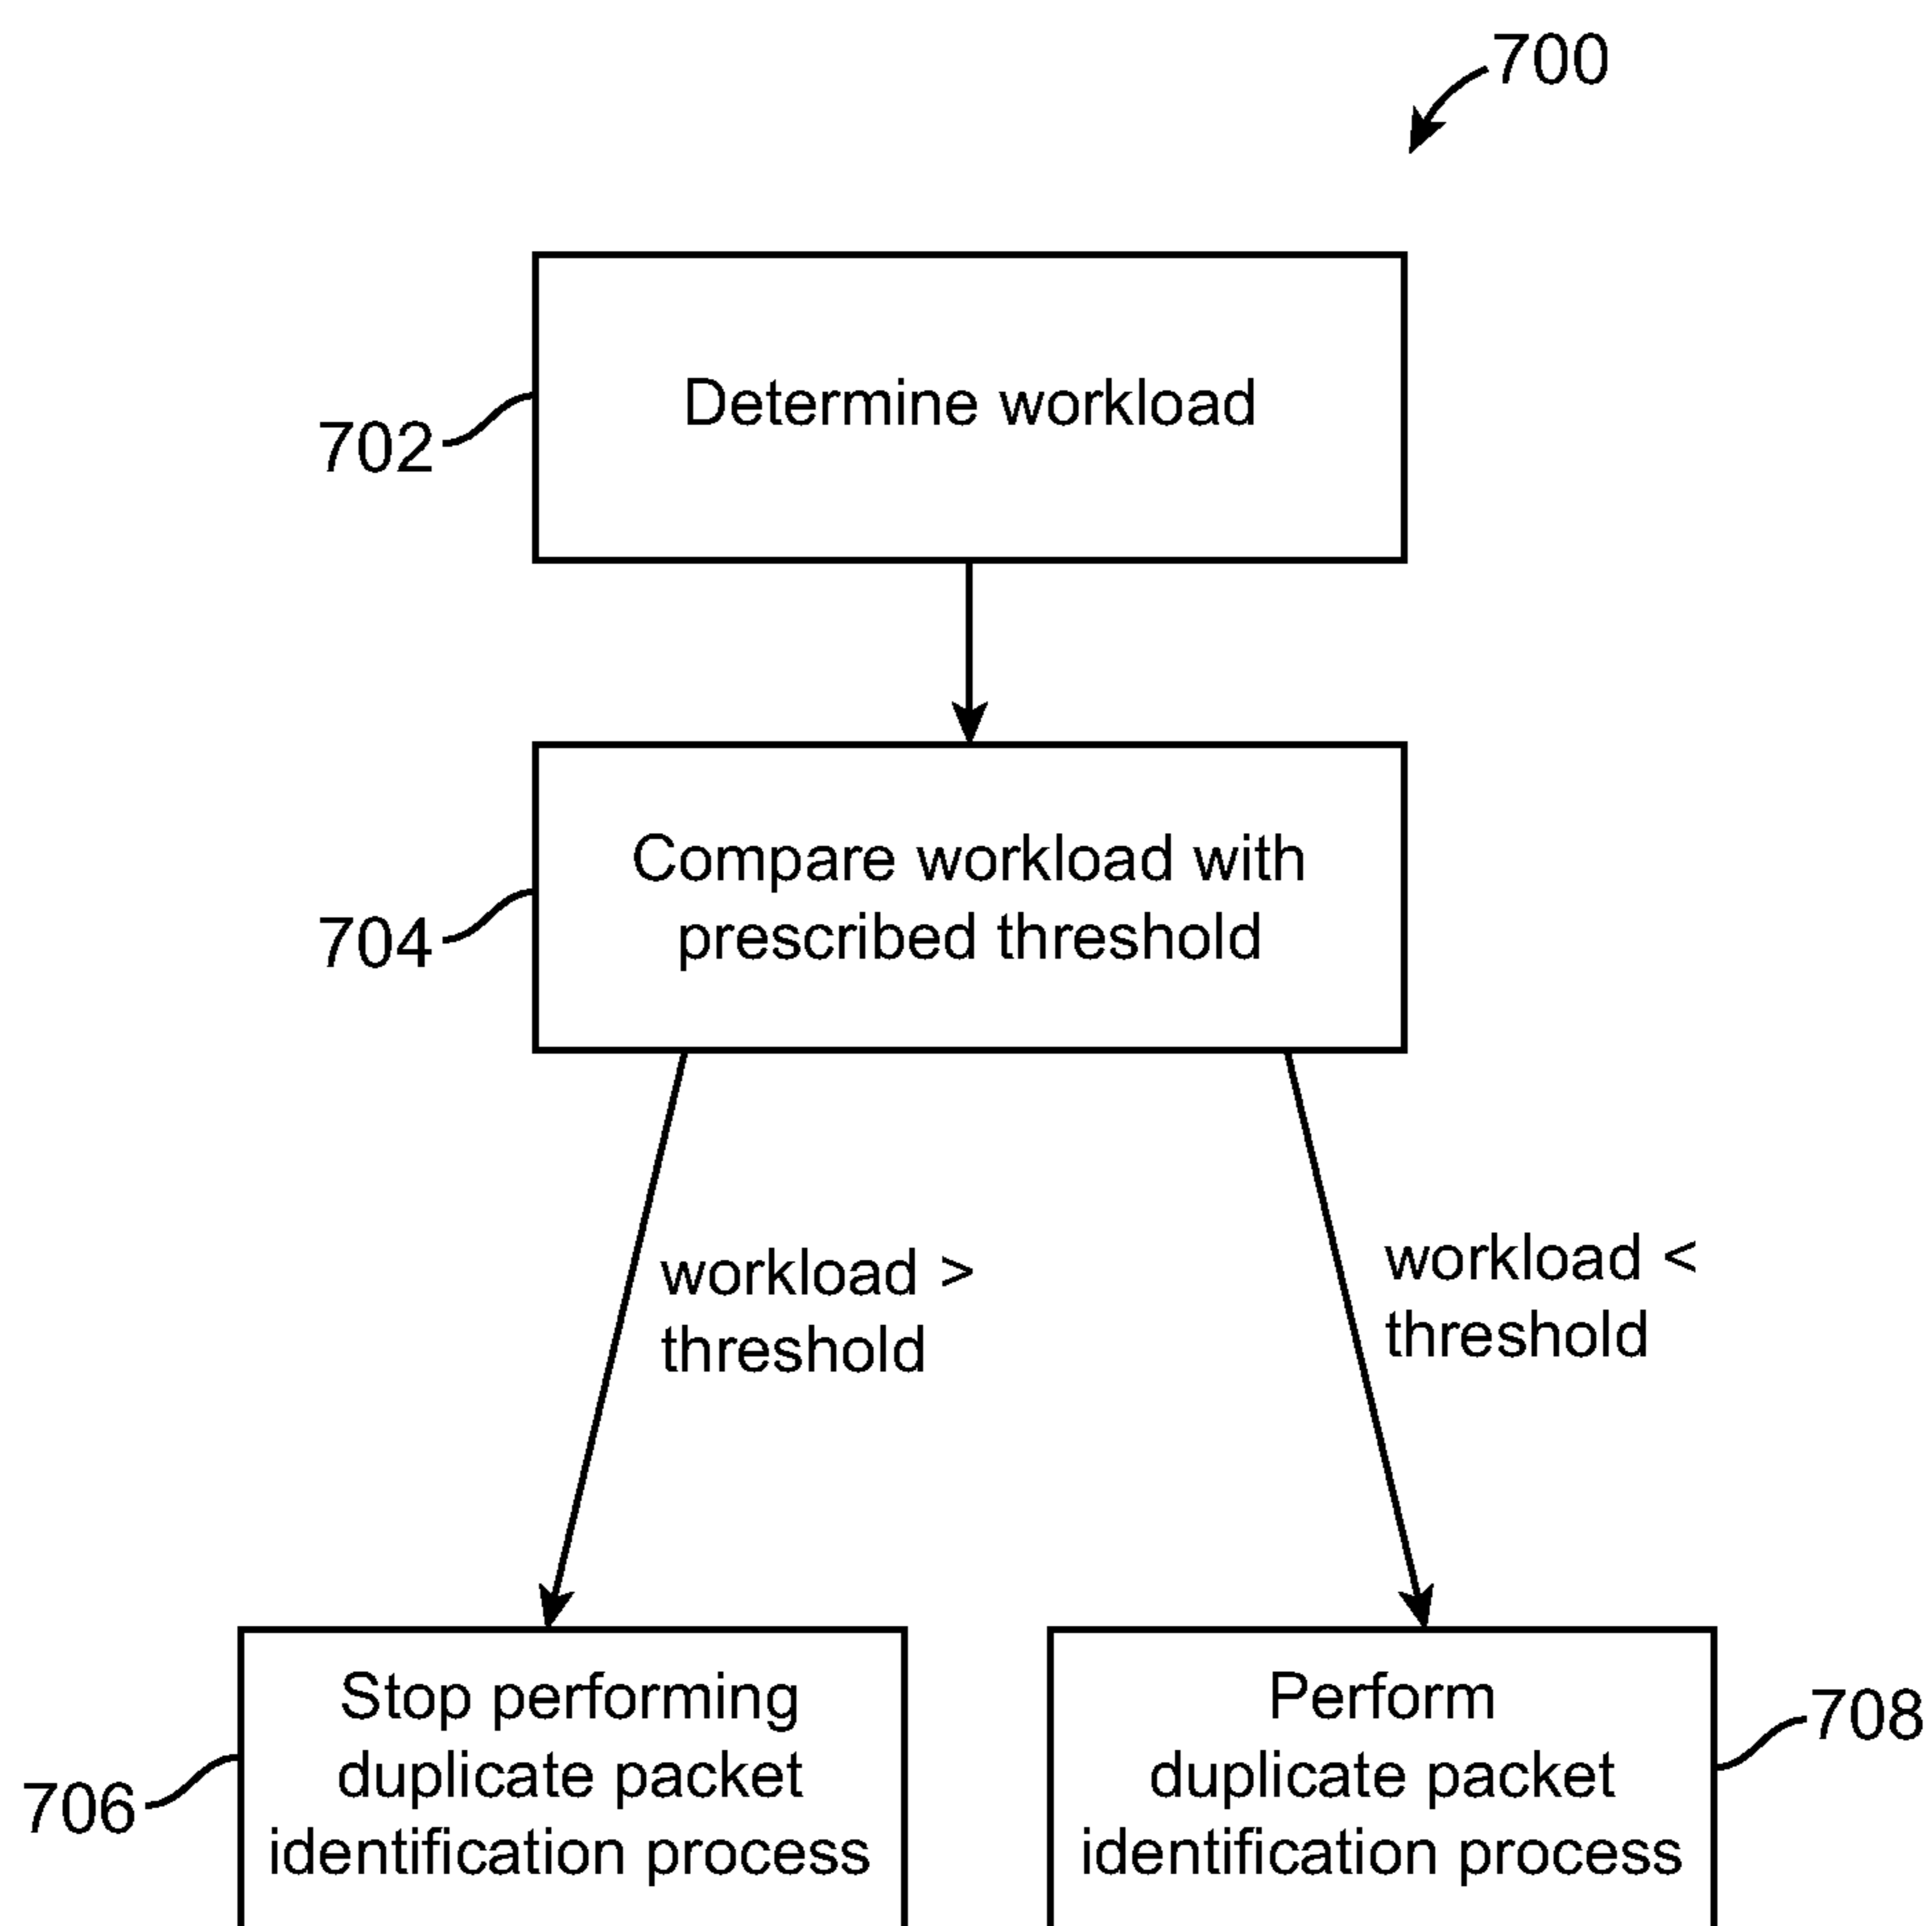 700
Determine workload
702
Compare workload with
prescribed threshold
704
workload >
threshold
workload <
threshold
Stop performing
duplicate packet
identification process
706
Perform
duplicate packet
identification process
708